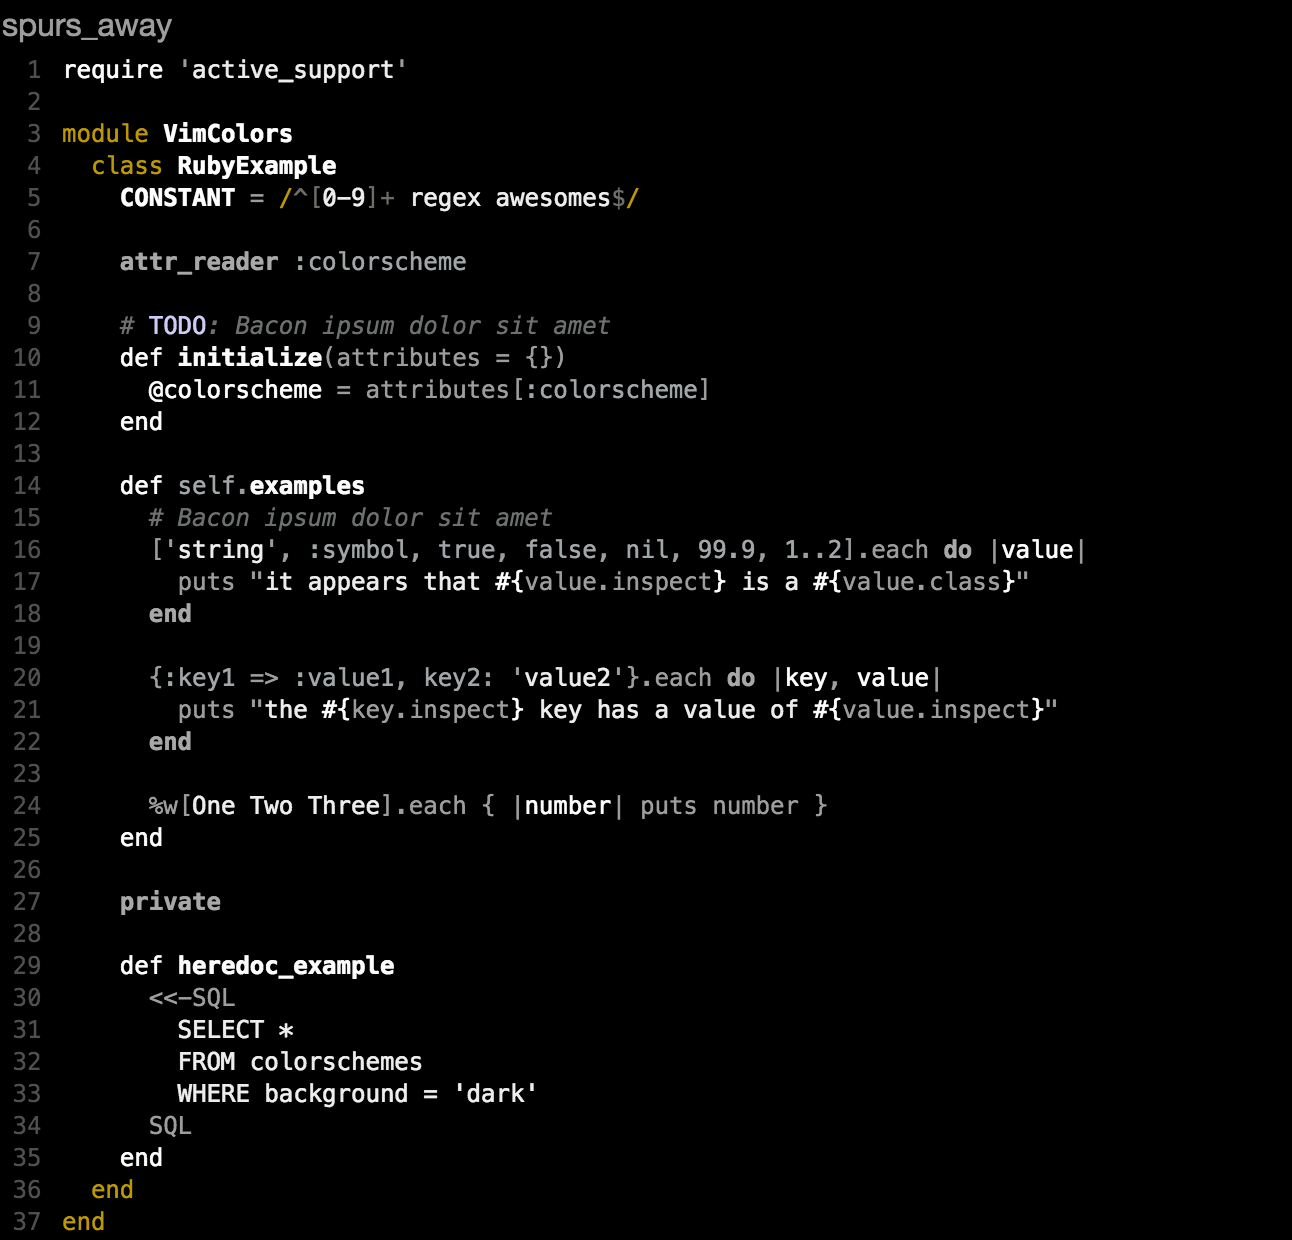 spurs_away
1 require 'active_support'
2
3 module VimColors
4   class RubyExample
5     CONSTANT = /^[0-9]+ regex awesomes$/
6
7     attr_reader :colorscheme
8
9     # TODO: Bacon ipsum dolor sit amet
10     def initialize(attributes = {})
11       @colorscheme = attributes[:colorscheme]
12     end
13
14     def self.examples
15       # Bacon ipsum dolor sit amet
16       ['string', :symbol, true, false, nil, 99.9, 1..2].each do |value|
17         puts "it appears that #{value.inspect} is a #{value.class}"
18       end
19
20       {:key1 => :value1, key2: 'value2'}.each do |key, value|
21         puts "the #{key.inspect} key has a value of #{value.inspect}"
22       end
23
24       %w[One Two Three].each { |number| puts number }
25     end
26
27     private
28
29     def heredoc_example
30       <<-SQL
31         SELECT *
32         FROM colorschemes
33         WHERE background = 'dark'
34       SQL
35     end
36   end
37 end